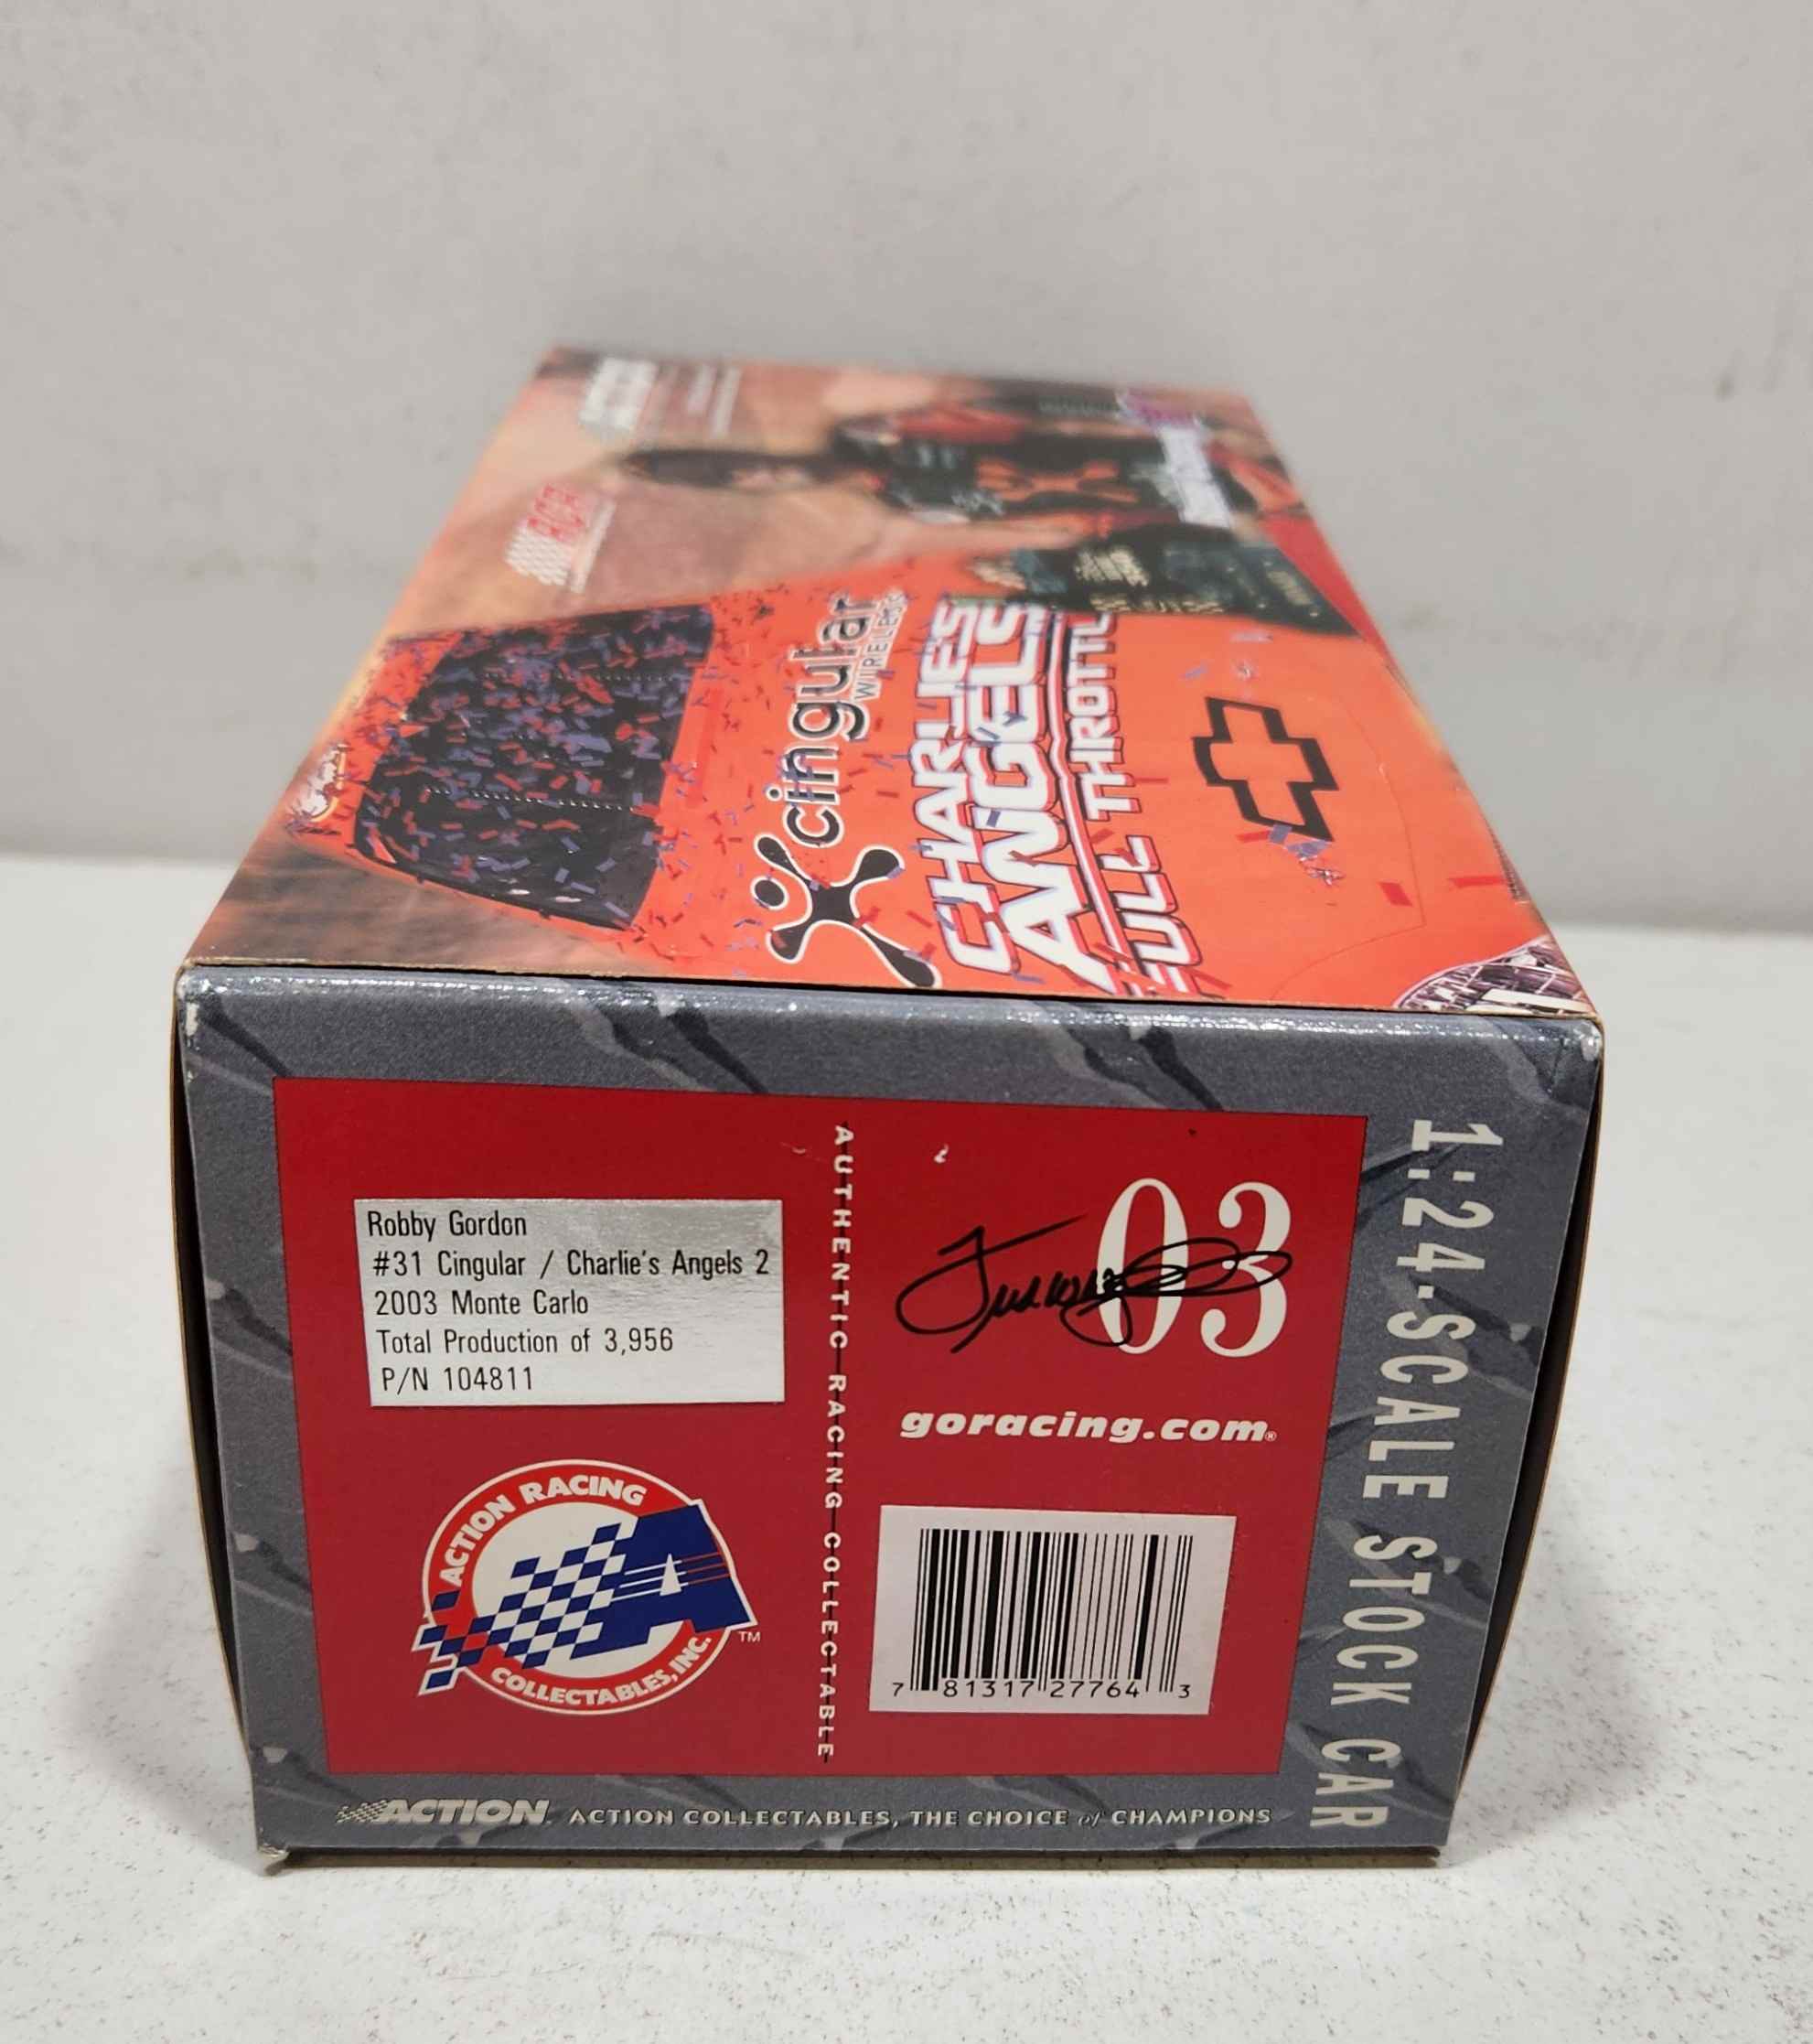 cingular
WIRELESS
CHARLIE'S
ANGELS
FULL THROTTL
Robby Gordon
#31 Cingular / Charlie's Angels 2
2003 Monte Carlo
Total Production of 3,956
P/N 104811
AUTHENTIC RACING COLLECTABLE
03
goracing.com®
ACTION RACING
COLLECTABLES, INC.
TM
7 81317 27764 3
1:24-SCALE STOCK CAR
ACTION ACTION COLLECTABLES, THE CHOICE of CHAMPIONS